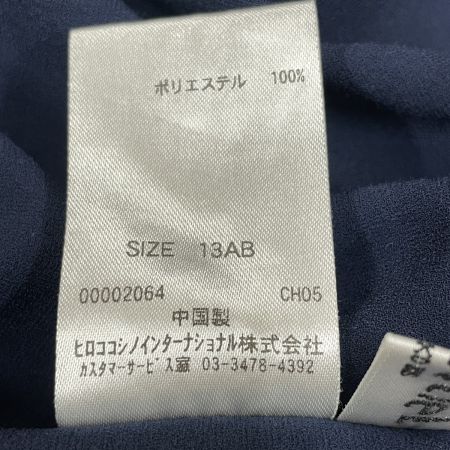 ポリエステル 100%
SIZE 13AB
00002064 CH05
中国製
ヒロココシノインターナショナル株式会社
カスタマーサービス室 03-3478-4392